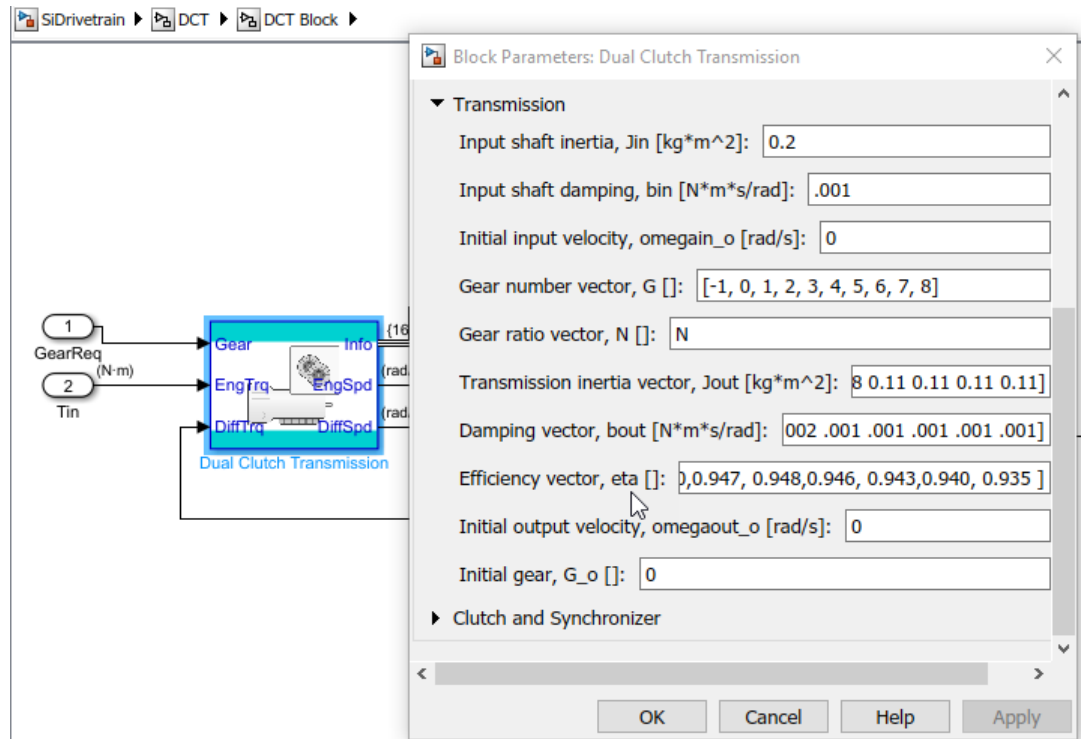 SiDrivetrain DCT DCT Block
Block Parameters: Dual Clutch Transmission
Transmission
Input shaft inertia, Jin [kg*m^2]: 0.2
Input shaft damping, bin [N*m*s/rad]: .001
Initial input velocity, omegain_o [rad/s]: 0
Gear number vector, G []: [-1, 0, 1, 2, 3, 4, 5, 6, 7, 8]
Gear ratio vector, N []: N
Transmission inertia vector, Jout [kg*m^2]: 8 0.11 0.11 0.11 0.11]
Damping vector, bout [N*m*s/rad]: 002 .001 .001 .001 .001 .001]
Efficiency vector, eta []: 0,0.947, 0.948,0.946, 0.943,0.940, 0.935 ]
Initial output velocity, omegaout_o [rad/s]: 0
Initial gear, G_o []: 0
Clutch and Synchronizer
OK Cancel Help Apply
1
GearReq
(N·m)
2
Tin
Gear Info
EngTrq EngSpd
DiffTrq DiffSpd
{16
(rad
(rad
Dual Clutch Transmission